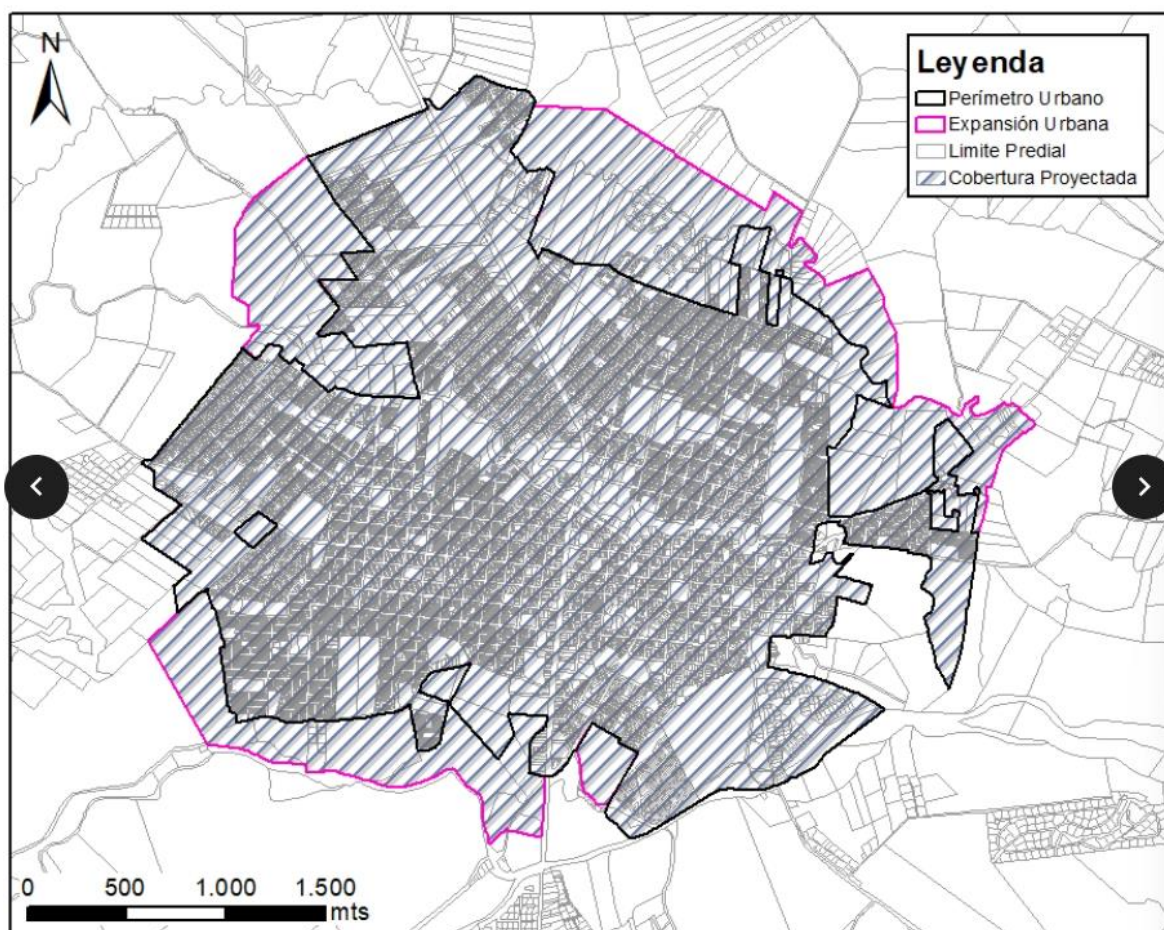 N
Leyenda
Perímetro Urbano
Expansión Urbana
Limite Predial
Cobertura Proyectada
0 500 1.000 1.500
mts